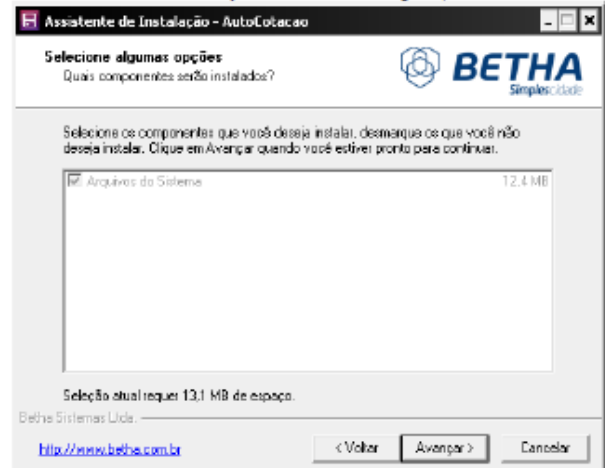 Assistente de Instalação - AutoCotacao
Selecione algumas opções
Quais componentes serão instalados?
BETHA
Simplescidade
Selecione os componentes que você deseja instalar, desmarque os que você não
deseja instalar. Clique em Avançar quando você estiver pronto para continuar.
Arquivos do Sistema 12,4 MB
Seleção atual requer 13,1 MB de espaço.
Betha Sistemas Ltda.
http://www.betha.com.br < Voltar Avançar > Cancelar